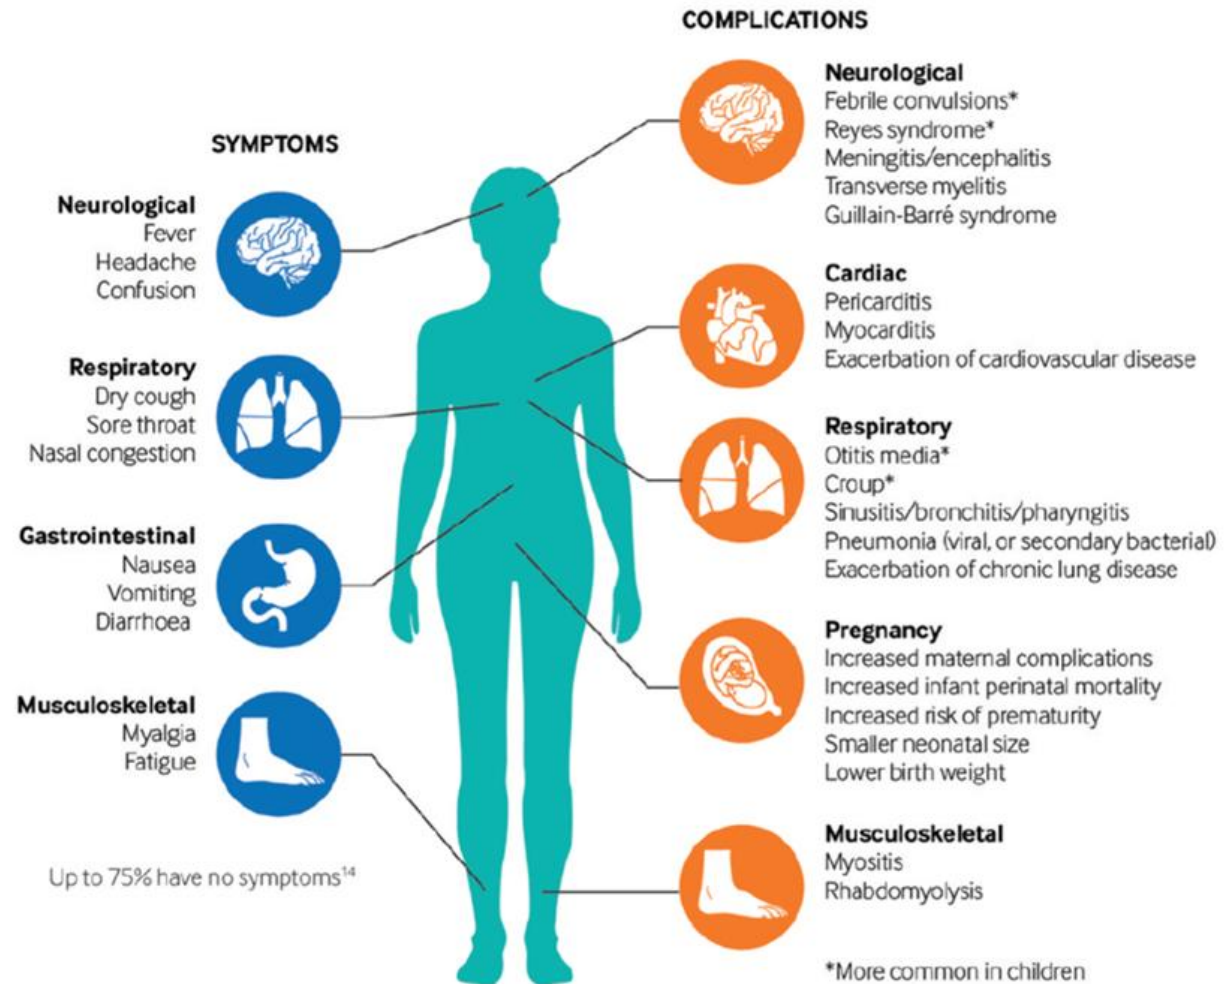 SYMPTOMS
Neurological
Fever
Headache
Confusion
Respiratory
Dry cough
Sore throat
Nasal congestion
Gastrointestinal
Nausea
Vomiting
Diarrhoea
Musculoskeletal
Myalgia
Fatigue
Up to 75% have no symptoms¹⁴
COMPLICATIONS
Neurological
Febrile convulsions*
Reyes syndrome*
Meningitis/encephalitis
Transverse myelitis
Guillain-Barré syndrome
Cardiac
Pericarditis
Myocarditis
Exacerbation of cardiovascular disease
Respiratory
Otitis media*
Croup*
Sinusitis/bronchitis/pharyngitis
Pneumonia (viral, or secondary bacterial)
Exacerbation of chronic lung disease
Pregnancy
Increased maternal complications
Increased infant perinatal mortality
Increased risk of prematurity
Smaller neonatal size
Lower birth weight
Musculoskeletal
Myositis
Rhabdomyolysis
*More common in children